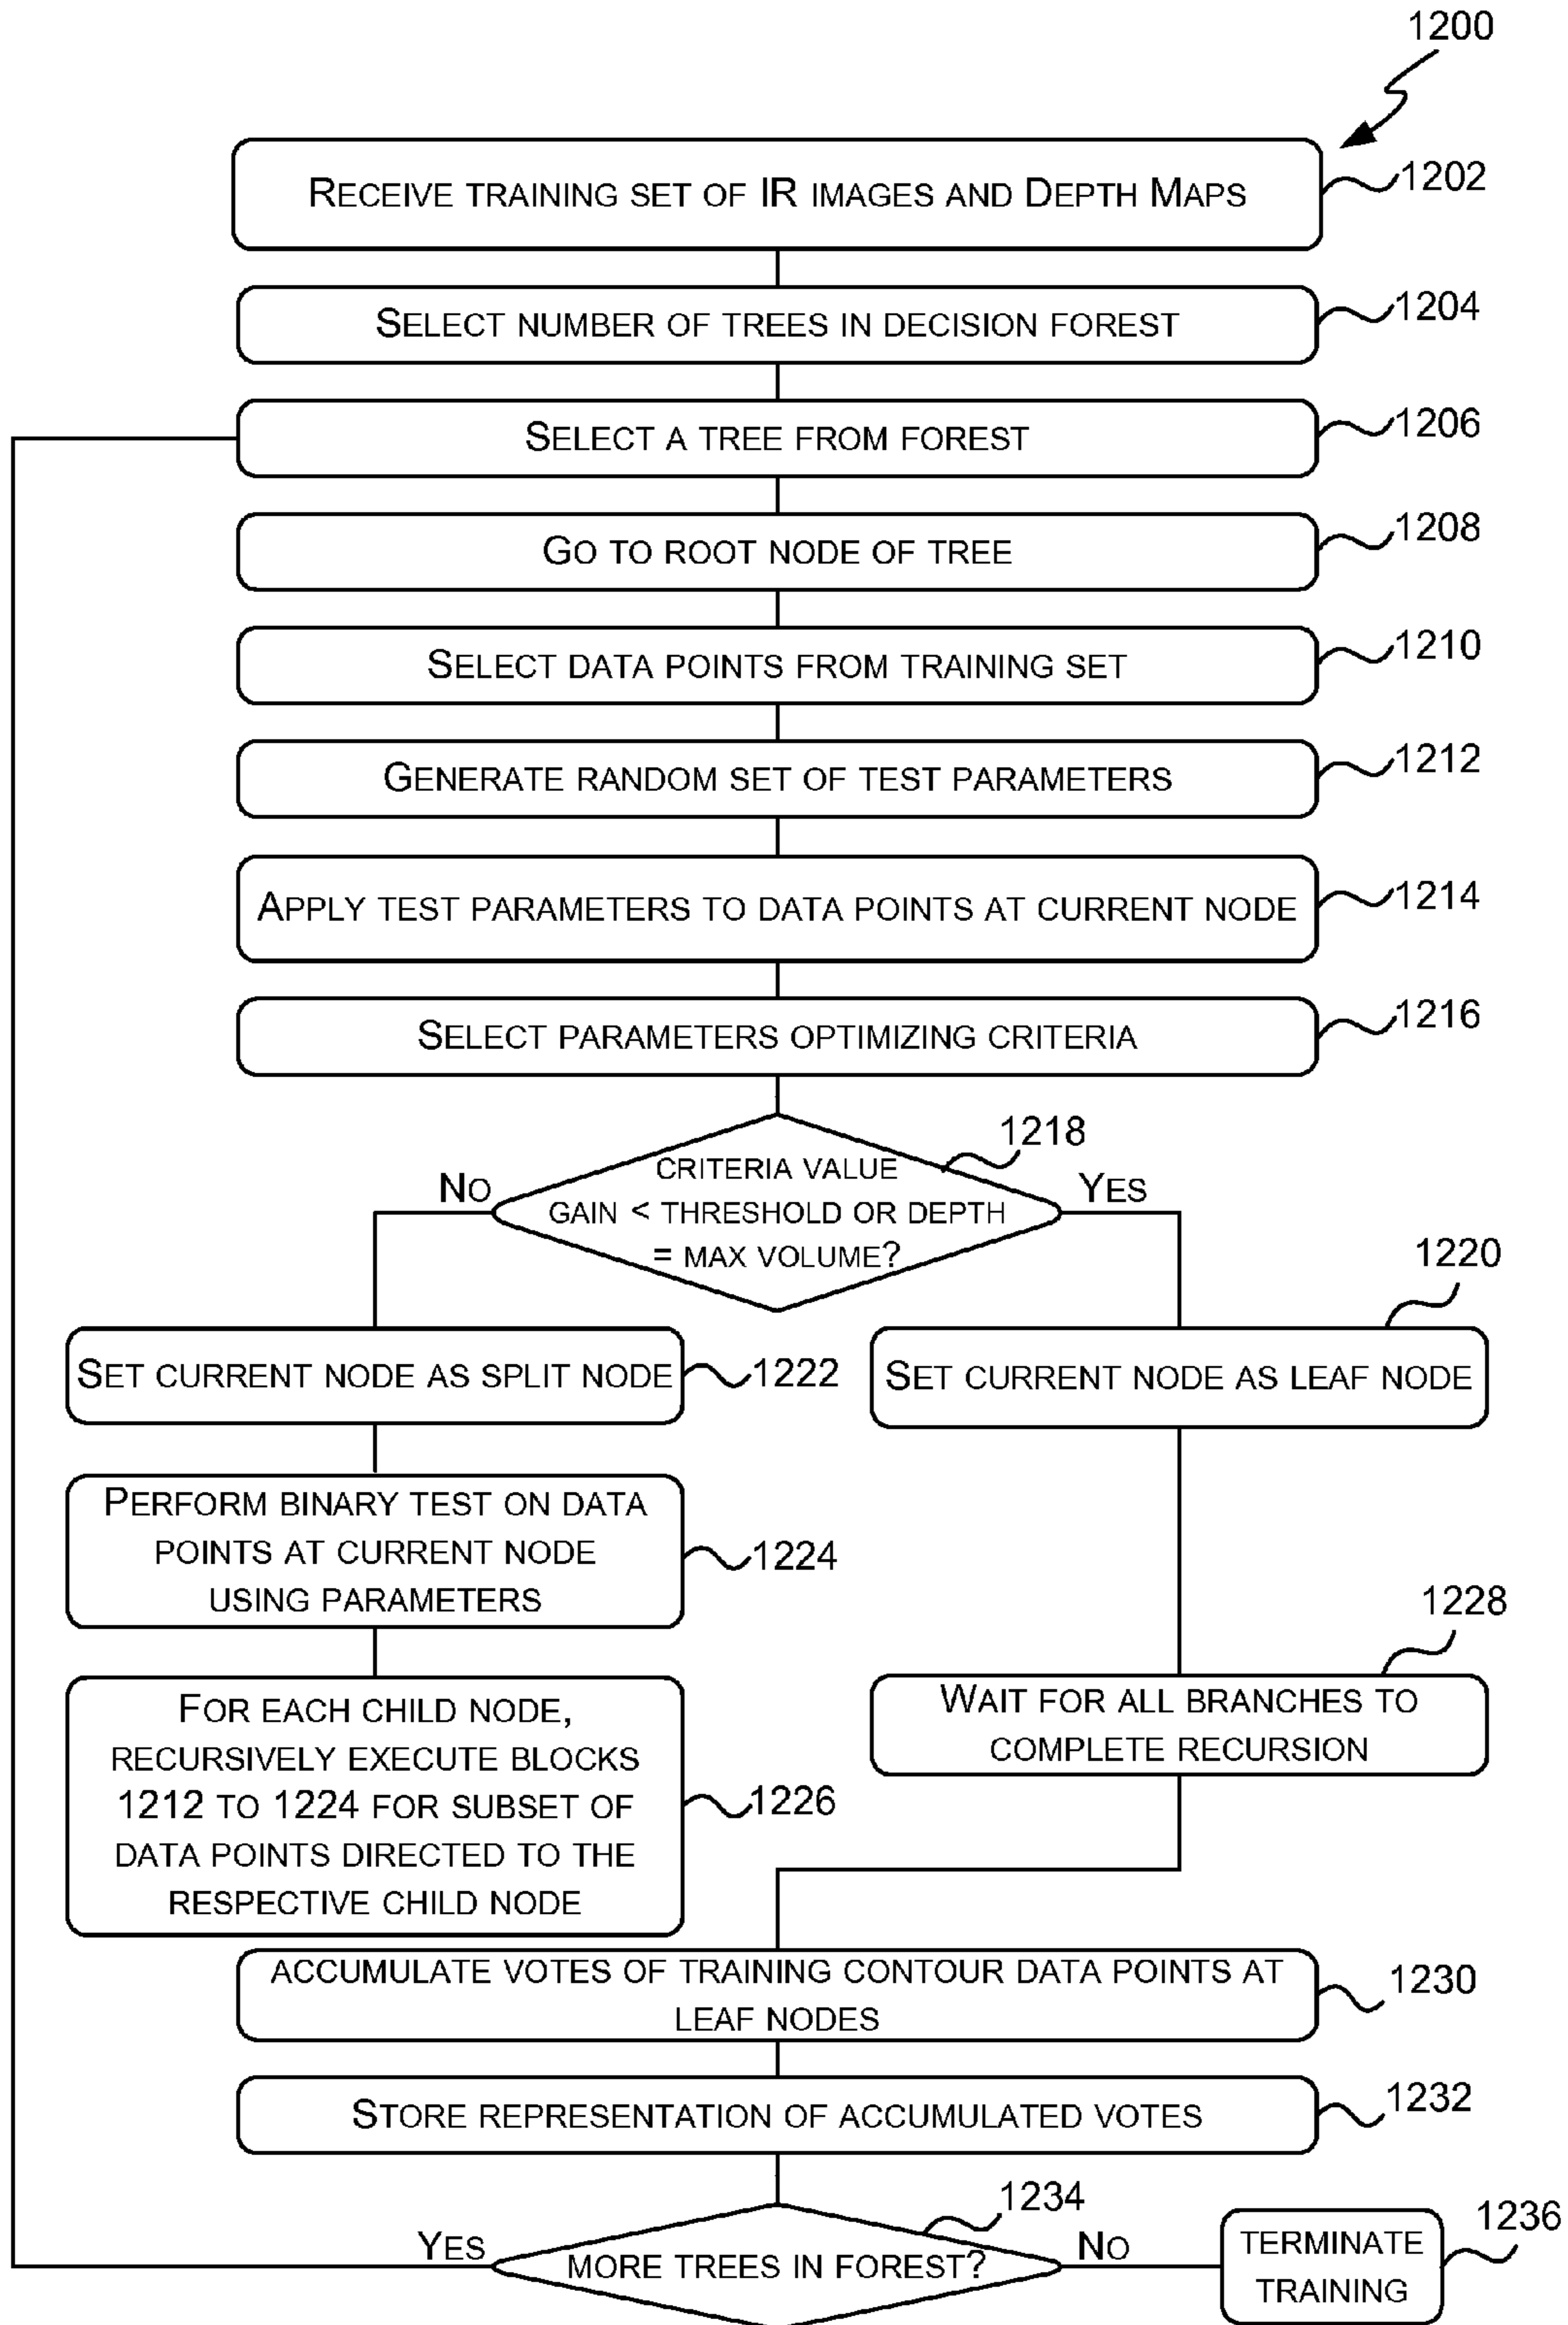 1200
RECEIVE TRAINING SET OF IR IMAGES AND DEPTH MAPS
1202
SELECT NUMBER OF TREES IN DECISION FOREST
1204
SELECT A TREE FROM FOREST
1206
GO TO ROOT NODE OF TREE
1208
SELECT DATA POINTS FROM TRAINING SET
1210
GENERATE RANDOM SET OF TEST PARAMETERS
1212
APPLY TEST PARAMETERS TO DATA POINTS AT CURRENT NODE
1214
SELECT PARAMETERS OPTIMIZING CRITERIA
1216
1218
CRITERIA VALUE
GAIN < THRESHOLD OR DEPTH
= MAX VOLUME?
NO
YES
1220
SET CURRENT NODE AS SPLIT NODE
1222
SET CURRENT NODE AS LEAF NODE
PERFORM BINARY TEST ON DATA
POINTS AT CURRENT NODE
USING PARAMETERS
1224
1228
WAIT FOR ALL BRANCHES TO
COMPLETE RECURSION
FOR EACH CHILD NODE,
RECURSIVELY EXECUTE BLOCKS
1212 TO 1224 FOR SUBSET OF
DATA POINTS DIRECTED TO THE
RESPECTIVE CHILD NODE
1226
ACCUMULATE VOTES OF TRAINING CONTOUR DATA POINTS AT
LEAF NODES
1230
STORE REPRESENTATION OF ACCUMULATED VOTES
1232
1234
YES
MORE TREES IN FOREST?
NO
TERMINATE
TRAINING
1236